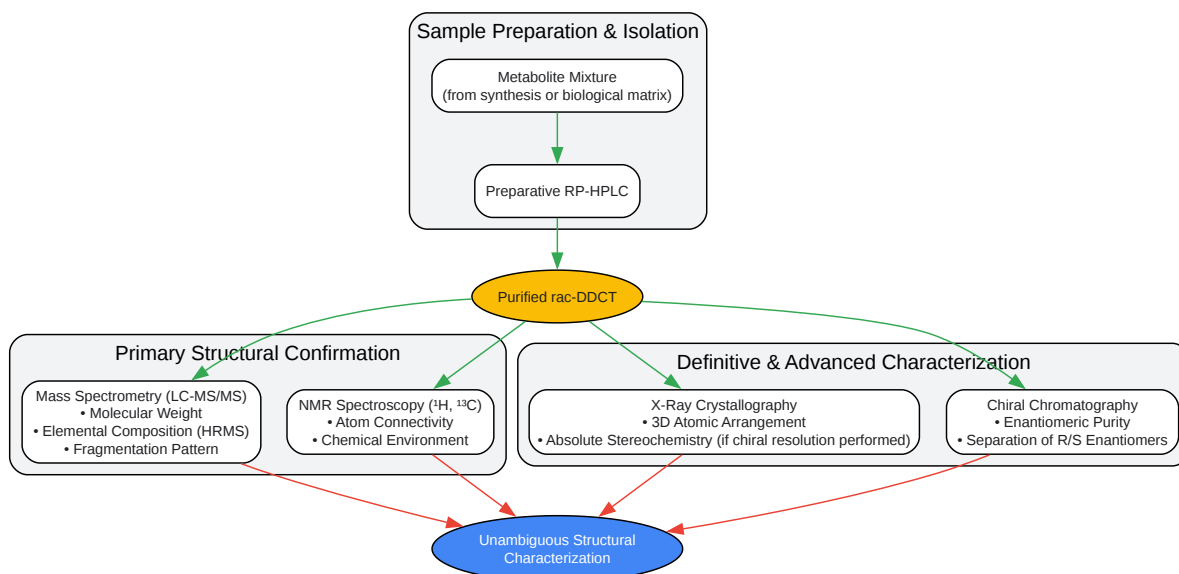 Sample Preparation & Isolation
Metabolite Mixture
(from synthesis or biological matrix)
Preparative RP-HPLC
Purified rac-DDCT
Primary Structural Confirmation
Mass Spectrometry (LC-MS/MS)
• Molecular Weight
• Elemental Composition (HRMS)
• Fragmentation Pattern
NMR Spectroscopy (¹H, ¹³C)
• Atom Connectivity
• Chemical Environment
Definitive & Advanced Characterization
X-Ray Crystallography
• 3D Atomic Arrangement
• Absolute Stereochemistry (if chiral resolution performed)
Chiral Chromatography
• Enantiomeric Purity
• Separation of R/S Enantiomers
Unambiguous Structural
Characterization